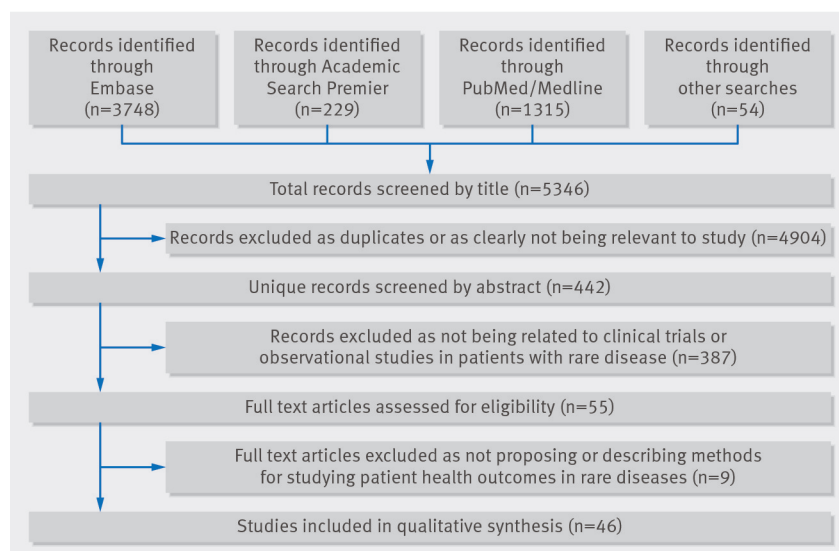 Records identified
through
Embase
(n=3748)
Records identified
through Academic
Search Premier
(n=229)
Records identified
through
PubMed/Medline
(n=1315)
Records identified
through
other searches
(n=54)
Total records screened by title (n=5346)
Records excluded as duplicates or as clearly not being relevant to study (n=4904)
Unique records screened by abstract (n=442)
Records excluded as not being related to clinical trials or
observational studies in patients with rare disease (n=387)
Full text articles assessed for eligibility (n=55)
Full text articles excluded as not proposing or describing methods
for studying patient health outcomes in rare diseases (n=9)
Studies included in qualitative synthesis (n=46)